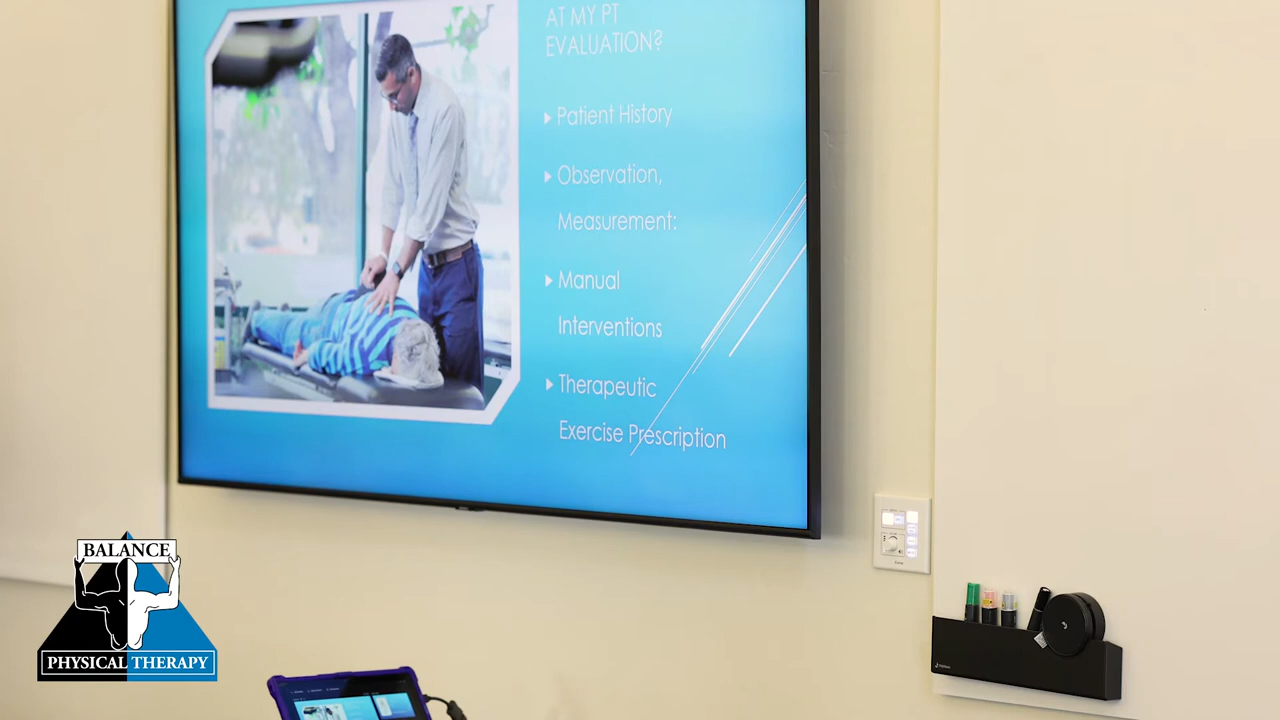 AT MY PT
EVALUATION?
Patient History
Observation,
Measurement:
Manual
Interventions
Therapeutic
Exercise Prescription
BALANCE
PHYSICAL THERAPY